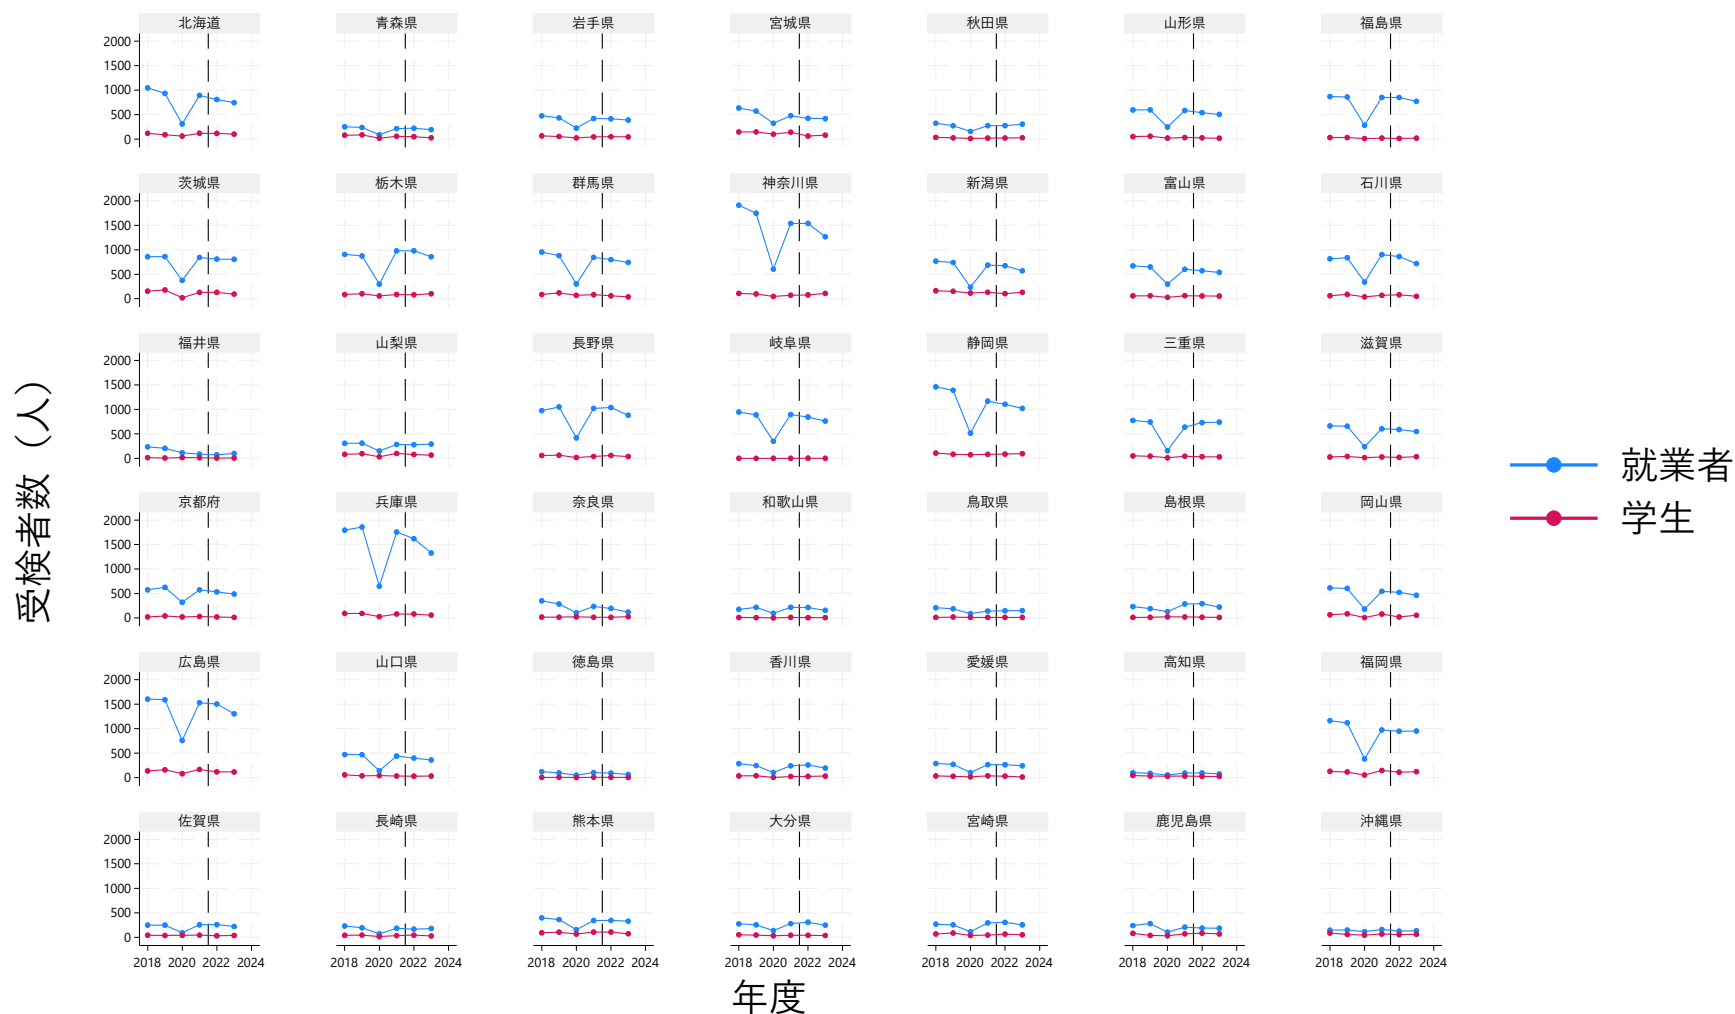 北海道 青森県 岩手県 宮城県 秋田県 山形県 福島県
2000
1500
1000
500
0
茨城県 栃木県 群馬県 神奈川県 新潟県 富山県 石川県
2000
1500
1000
500
0
福井県 山梨県 長野県 岐阜県 静岡県 三重県 滋賀県
2000
1500
1000
500
0
受検者数（人）
就業者
学生
京都府 兵庫県 奈良県 和歌山県 鳥取県 島根県 岡山県
2000
1500
1000
500
0
広島県 山口県 徳島県 香川県 愛媛県 高知県 福岡県
2000
1500
1000
500
0
佐賀県 長崎県 熊本県 大分県 宮崎県 鹿児島県 沖縄県
2000
1500
1000
500
0
2018 2020 2022 2024 2018 2020 2022 2024 2018 2020 2022 2024 2018 2020 2022 2024 2018 2020 2022 2024 2018 2020 2022 2024 2018 2020 2022 2024
年度